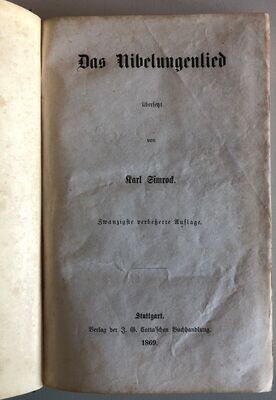 Das Nibelungenlied
übersetzt
von
Karl Simrock.
Zwanzigste verbeßerte Auflage.
Stuttgart.
Verlag der J. G. Cotta'schen Buchhandlung.
1869.